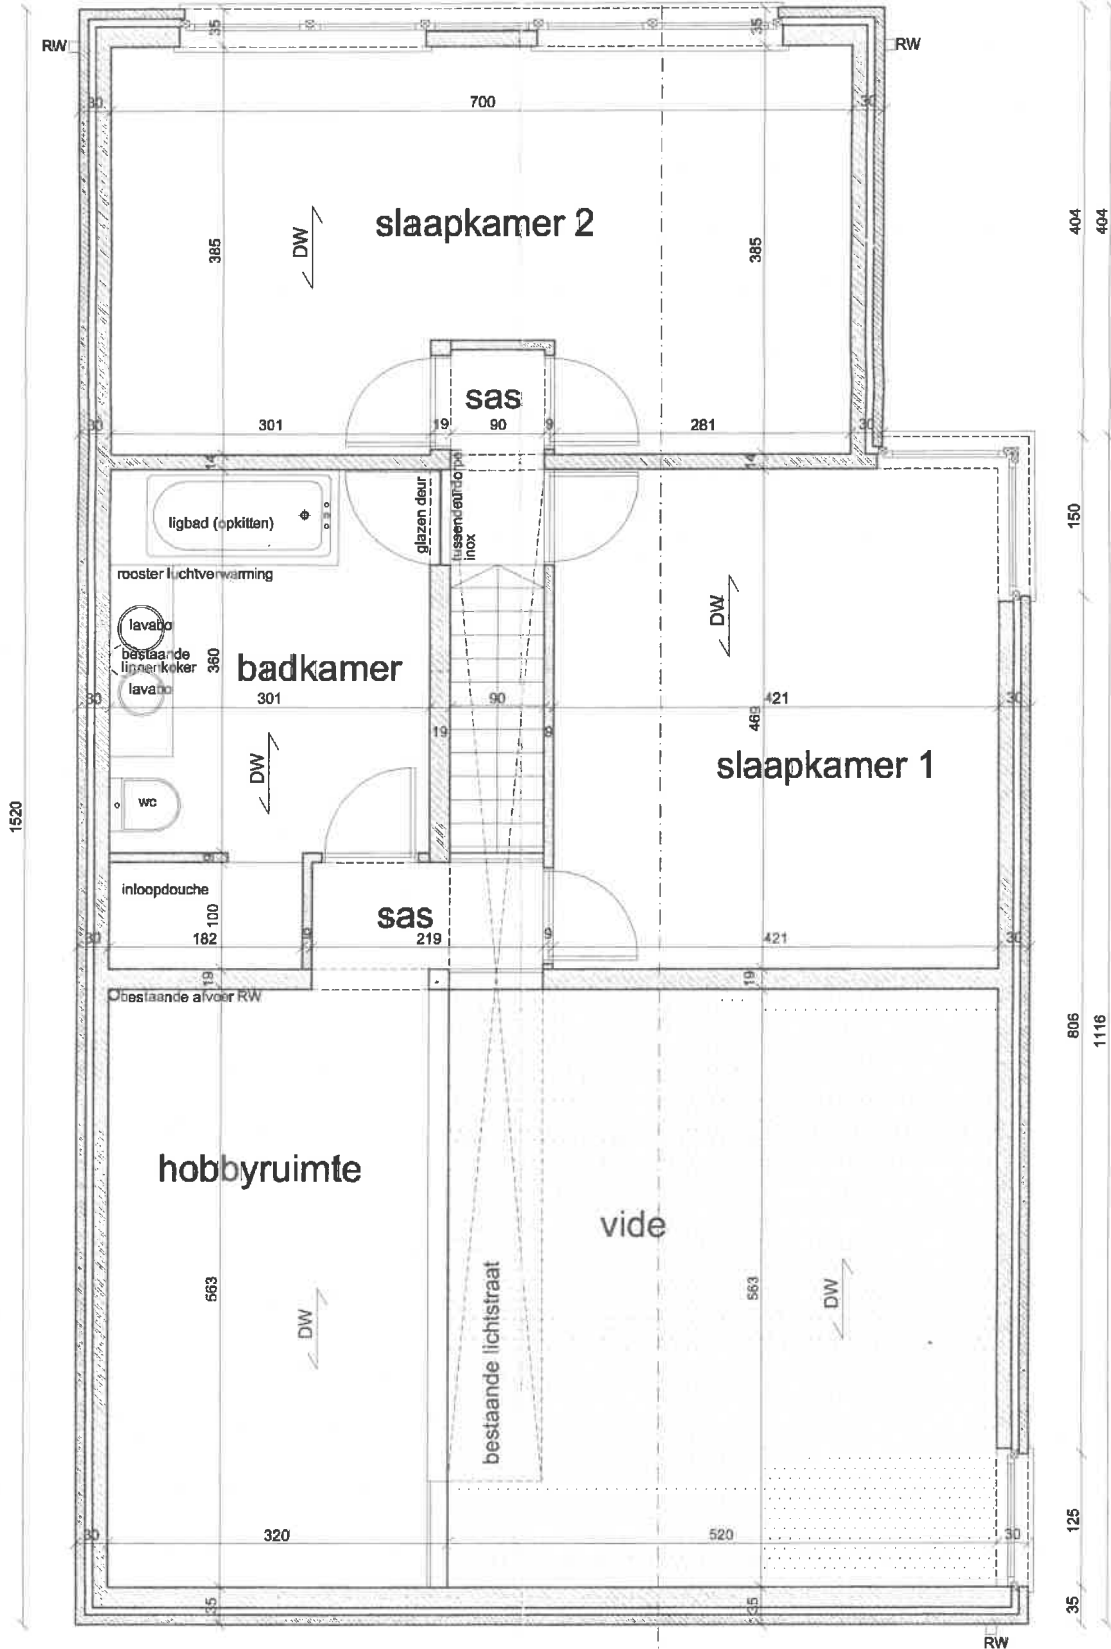 35
35
RW
RW
30
700
30
404
404
slaapkamer 2
DW
385
385
sas
30
301
19
90
9
281
30
14
14
ligbad (opkitten)
glazen deur
tussendeurdorpel
inox
150
rooster luchtverwarming
lavabo
bestaande
linnenkoker
lavabo
360
badkamer
DW
30
301
19
90
9
421
30
469
slaapkamer 1
DW
wc
1520
9
inloopdouche
100
sas
30
182
9
219
9
421
30
19
19
bestaande afvoer RW
806
1116
hobbyruimte
vide
563
DW
bestaande lichtstraat
563
DW
30
320
520
30
125
35
35
35
RW